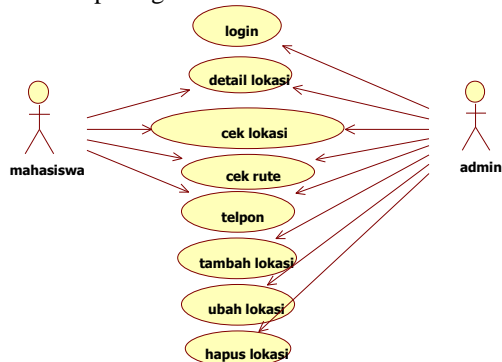 login
detail lokasi
cek lokasi
mahasiswa
admin
cek rute
telpon
tambah lokasi
ubah lokasi
hapus lokasi